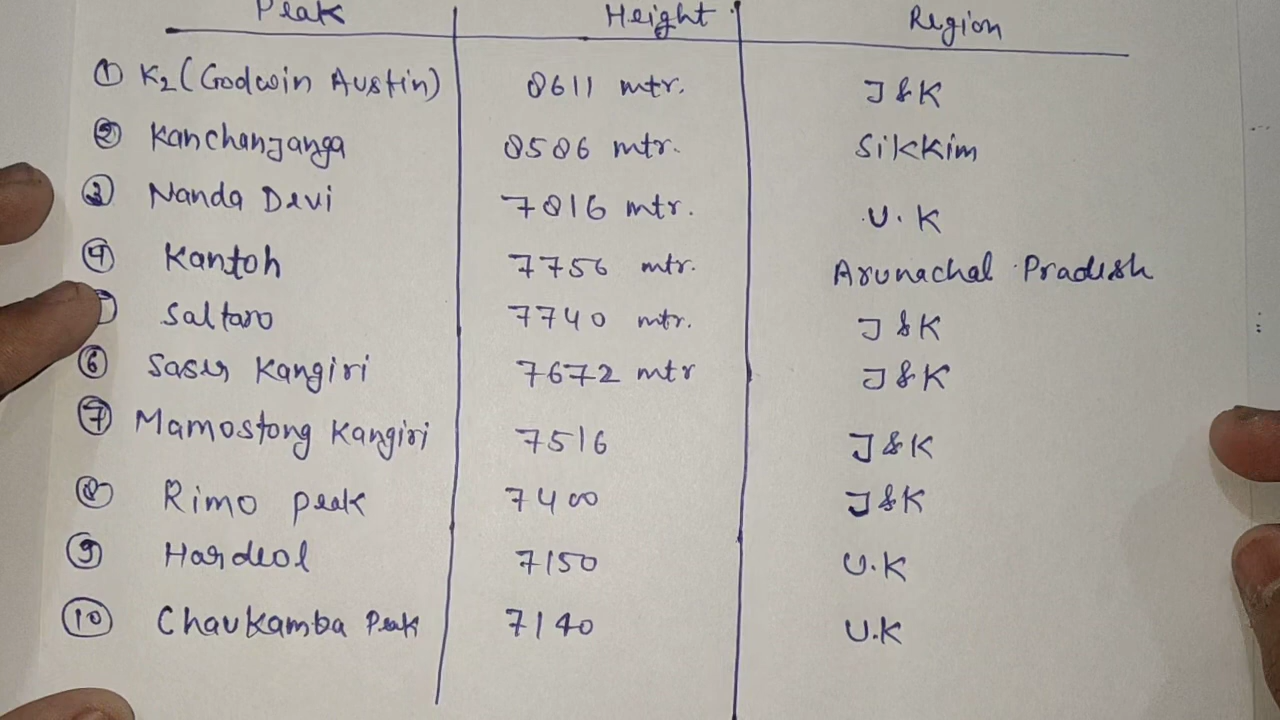 Peak Height Region
① K2 (Godwin Austin) 8611 mtr. J&K
② Kanchanjanga 8586 mtr. Sikkim
③ Nanda Devi 7816 mtr. U.K
④ Kantoh 7756 mtr. Arunachal Pradesh
Saltaro 7740 mtr. J&K
⑥ Saser Kangiri 7672 mtr J&K
⑦ Mamostong Kangiri 7516 J&K
⑧ Rimo peak 7400 J&K
⑨ Hardeol 7150 U.K
⑩ Chaukamba Peak 7140 U.K